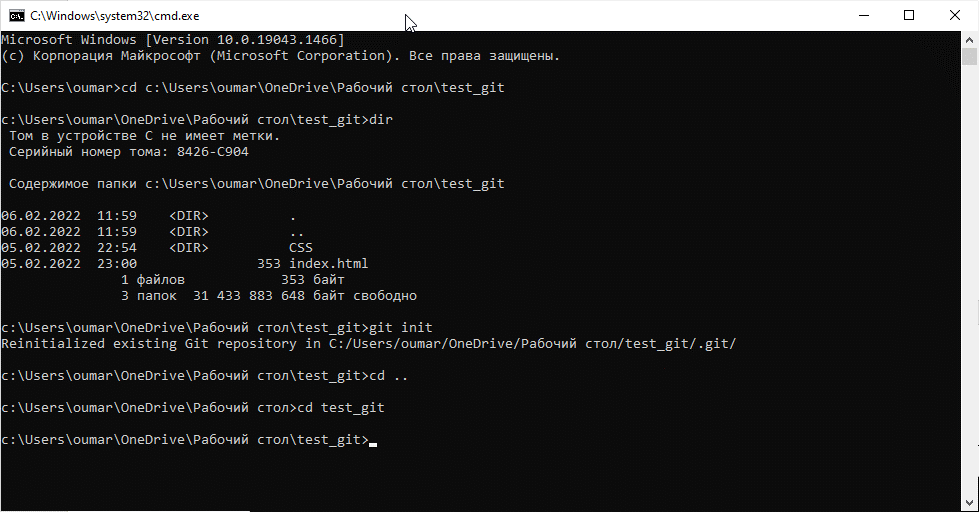 C:\Windows\system32\cmd.exe
Microsoft Windows [Version 10.0.19043.1466]
(c) Корпорация Майкрософт (Microsoft Corporation). Все права защищены.
C:\Users\oumar>cd c:\Users\oumar\OneDrive\Рабочий стол\test_git
c:\Users\oumar\OneDrive\Рабочий стол\test_git>dir
Том в устройстве C не имеет метки.
Серийный номер тома: 8426-C904
Содержимое папки c:\Users\oumar\OneDrive\Рабочий стол\test_git
06.02.2022  11:59    <DIR>          .
06.02.2022  11:59    <DIR>          ..
05.02.2022  22:54    <DIR>          CSS
05.02.2022  23:00               353 index.html
1 файлов            353 байт
3 папок  31 433 883 648 байт свободно
c:\Users\oumar\OneDrive\Рабочий стол\test_git>git init
Reinitialized existing Git repository in C:/Users/oumar/OneDrive/Рабочий стол/test_git/.git/
c:\Users\oumar\OneDrive\Рабочий стол\test_git>cd ..
c:\Users\oumar\OneDrive\Рабочий стол>cd test_git
c:\Users\oumar\OneDrive\Рабочий стол\test_git>